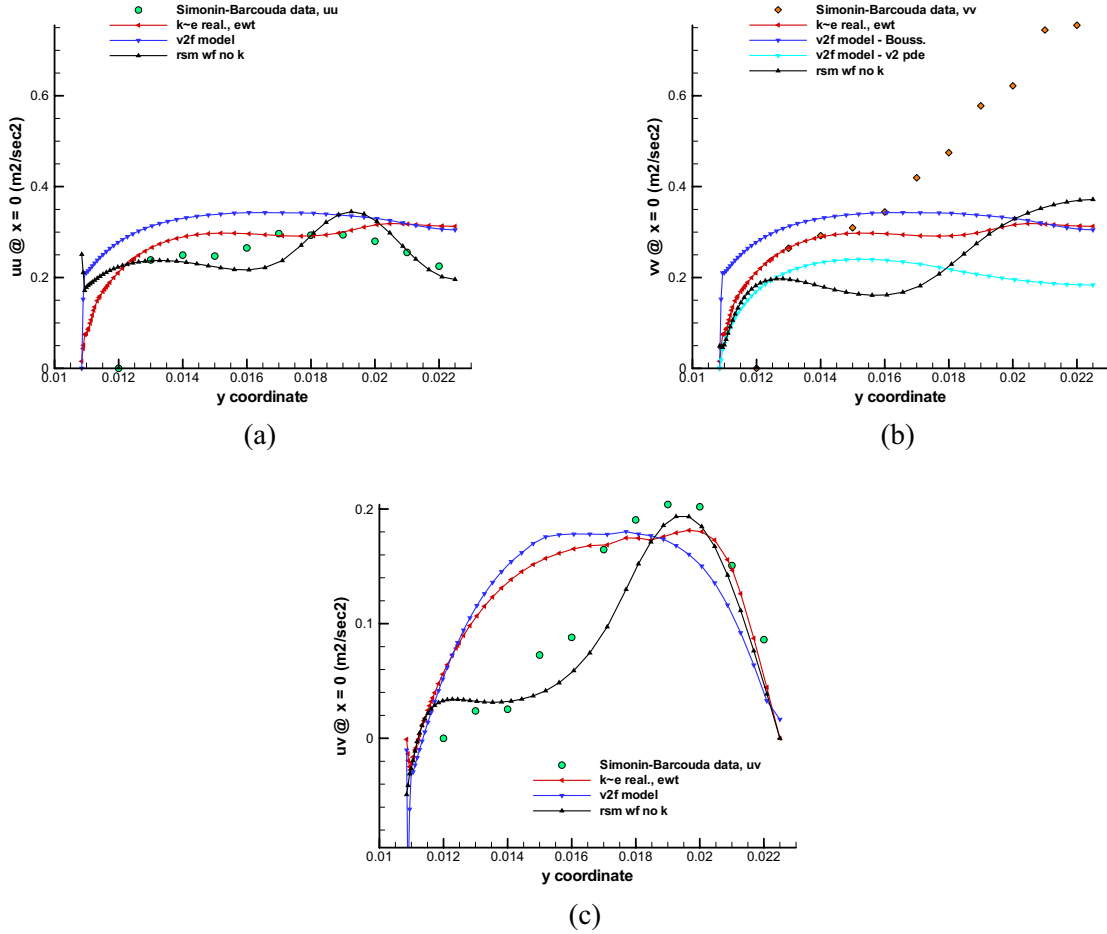 Simonin-Barcouda data, uu
k~e real., ewt
v2f model
rsm wf no k
uu @ x = 0 (m2/sec2)
0.6
0.4
0.2
0
0.01
0.012
0.014
0.016
0.018
0.02
0.022
y coordinate
(a)
Simonin-Barcouda data, vv
k~e real., ewt
v2f model - Bouss.
v2f model - v2 pde
rsm wf no k
vv @ x = 0 (m2/sec2)
0.6
0.4
0.2
0
0.01
0.012
0.014
0.016
0.018
0.02
0.022
y coordinate
(b)
uv @ x = 0 (m2/sec2)
0.2
0.1
0
Simonin-Barcouda data, uv
k~e real., ewt
v2f model
rsm wf no k
0.01
0.012
0.014
0.016
0.018
0.02
0.022
y coordinate
(c)